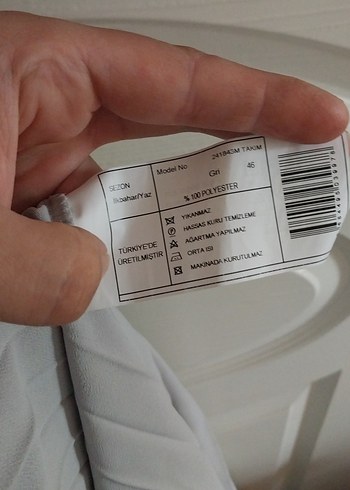 SEZON
İlkbahar/Yaz
Model No
241843M TAKIM
Gri
46
% 100 POLYESTER
TÜRKİYE'DE
ÜRETİLMİŞTİR
YIKANMAZ
HASSAS KURU TEMİZLEME
AĞARTMA YAPILMAZ
ORTA ISI
MAKİNADA KURUTULMAZ